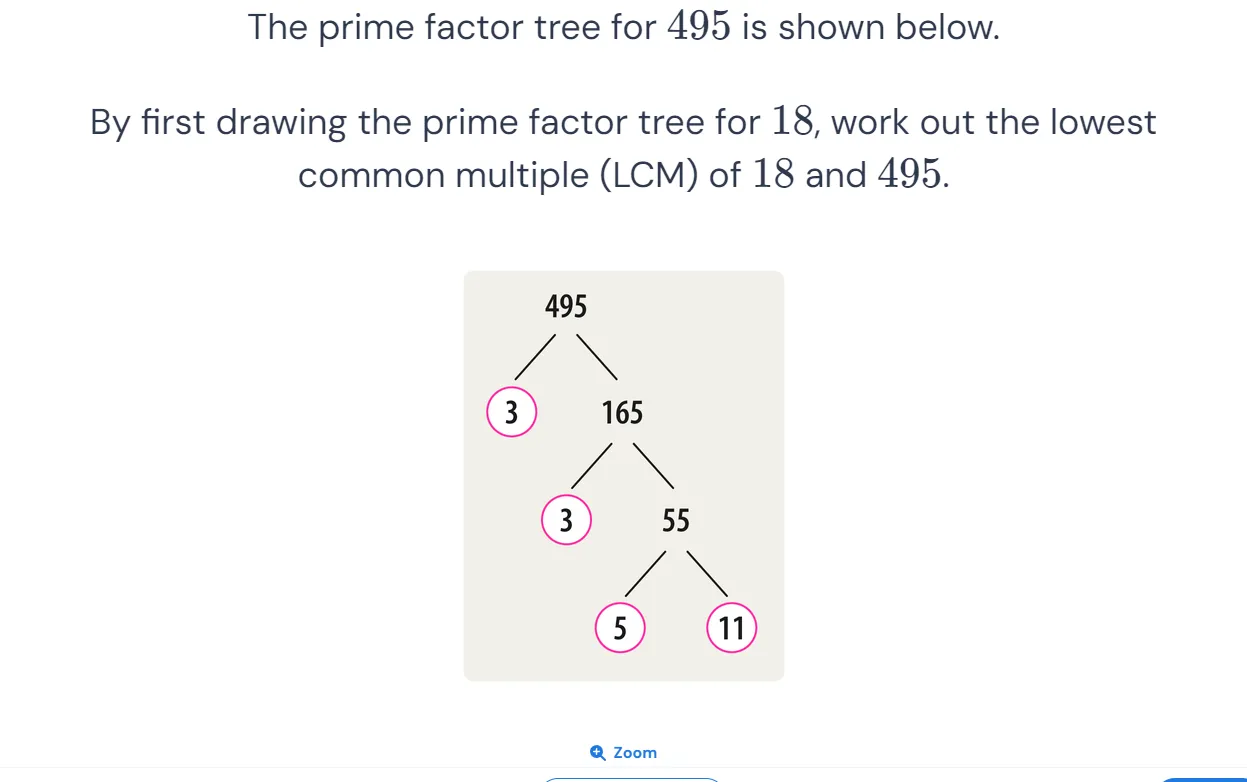 The prime factor tree for 495 is shown below.
By first drawing the prime factor tree for 18, work out the lowest
common multiple (LCM) of 18 and 495.
495
3 165
3 55
5 11
Zoom